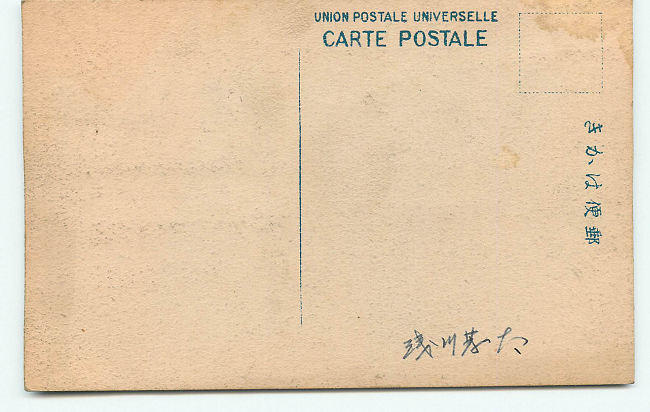 UNION POSTALE UNIVERSELLE
CARTE POSTALE
郵便はかき